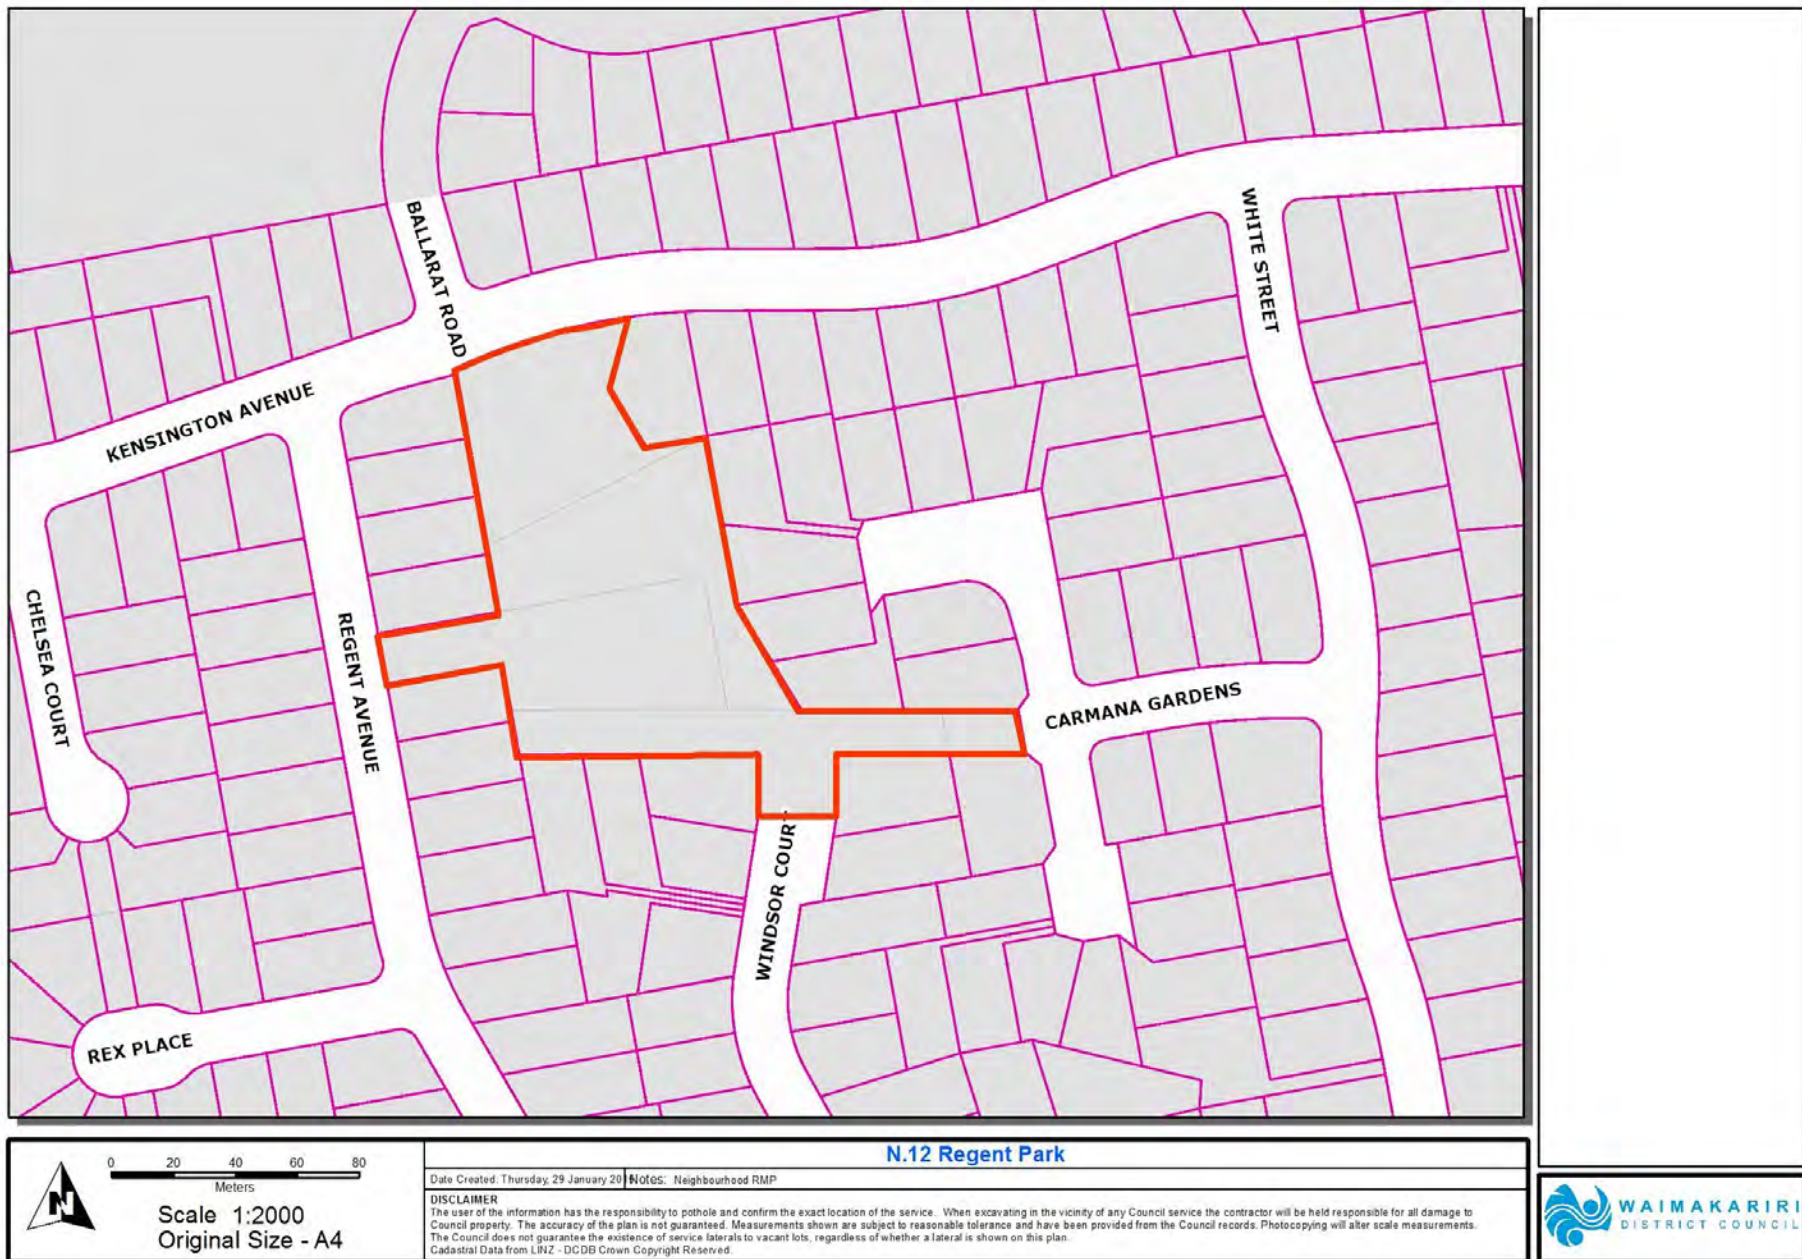 BALLARAT ROAD
WHITE STREET
KENSINGTON AVENUE
CHELSEA COURT
REGENT AVENUE
CARMANA GARDENS
WINDSOR COURT
REX PLACE
N.12 Regent Park
0 20 40 60 80
Meters
N
Scale 1:2000
Original Size - A4
Date Created: Thursday, 29 January
Notes: Neighbourhood RMP
DISCLAIMER
The user of the information has the responsibility to pothole and confirm the exact location of the service. When excavating in the vicinity of any Council service the contractor will be held responsible for all damage to
Council property. The accuracy of the plan is not guaranteed. Measurements shown are subject to reasonable tolerance and have been provided from the Council records. Photocopying will alter scale measurements.
The Council does not guarantee the existence of service laterals to vacant lots, regardless of whether a lateral is shown on this plan.
Cadastral Data from LINZ - DCDB Crown Copyright Reserved.
WAIMAKARIRI
DISTRICT COUNCIL